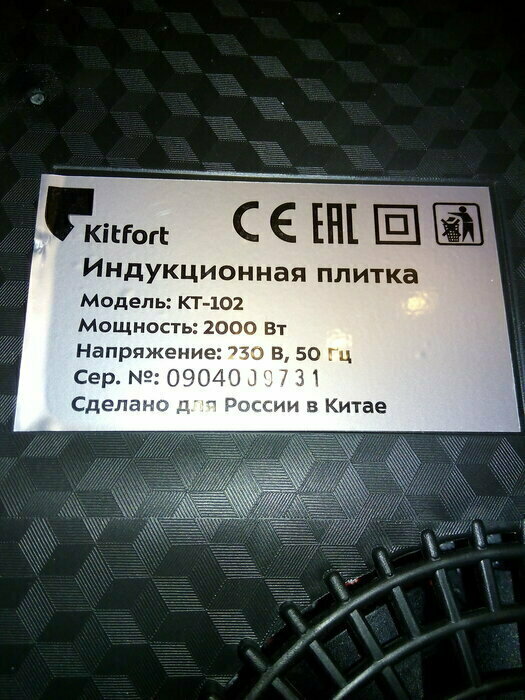 Kitfort CE EAC
Индукционная плитка
Модель: КТ-102
Мощность: 2000 Вт
Напряжение: 230 В, 50 Гц
Сер. №: 0904009731
Сделано для России в Китае